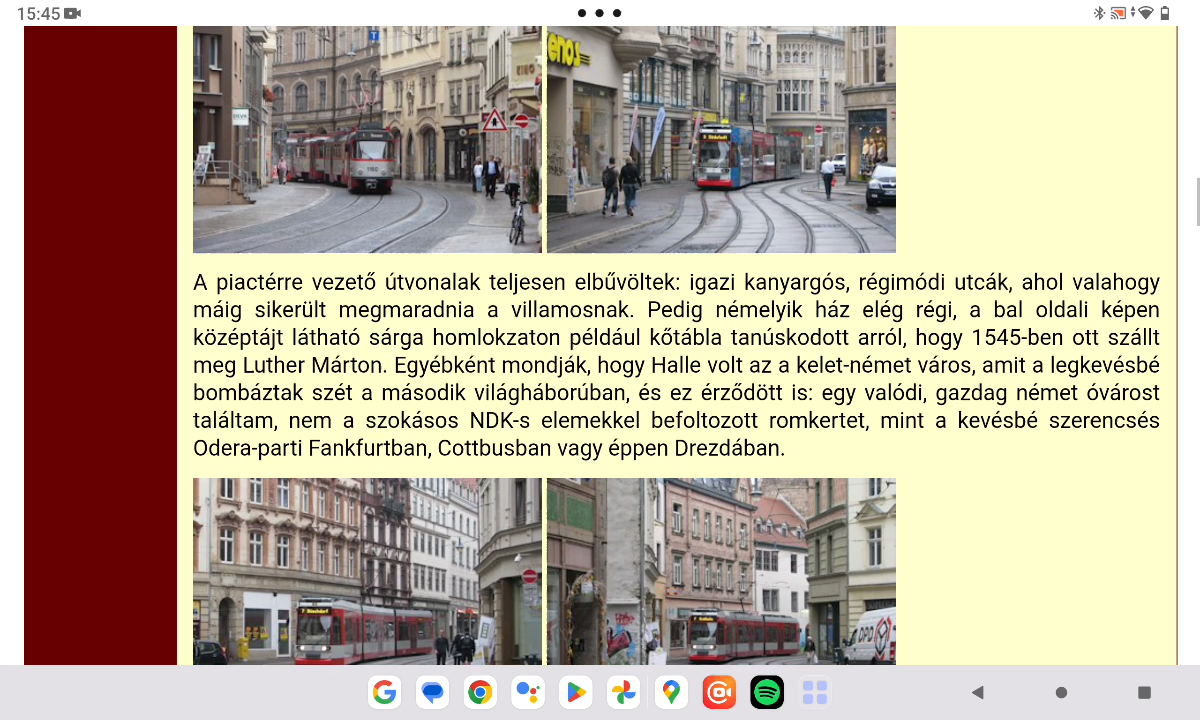 15:45
T
enos
A piactérre vezető útvonalak teljesen elbűvöltek: igazi kanyargós, régimódi utcák, ahol valahogy
máig sikerült megmaradnia a villamosnak. Pedig némelyik ház elég régi, a bal oldali képen
középtájt látható sárga homlokzaton például kőtábla tanúskodott arról, hogy 1545-ben ott szállt
meg Luther Márton. Egyébként mondják, hogy Halle volt az a kelet-német város, amit a legkevésbé
bombáztak szét a második világháborúban, és ez érződött is: egy valódi, gazdag német óvárost
találtam, nem a szokásos NDK-s elemekkel befoltozott romkertet, mint a kevésbé szerencsés
Odera-parti Fankfurtban, Cottbusban vagy éppen Drezdában.
DPD